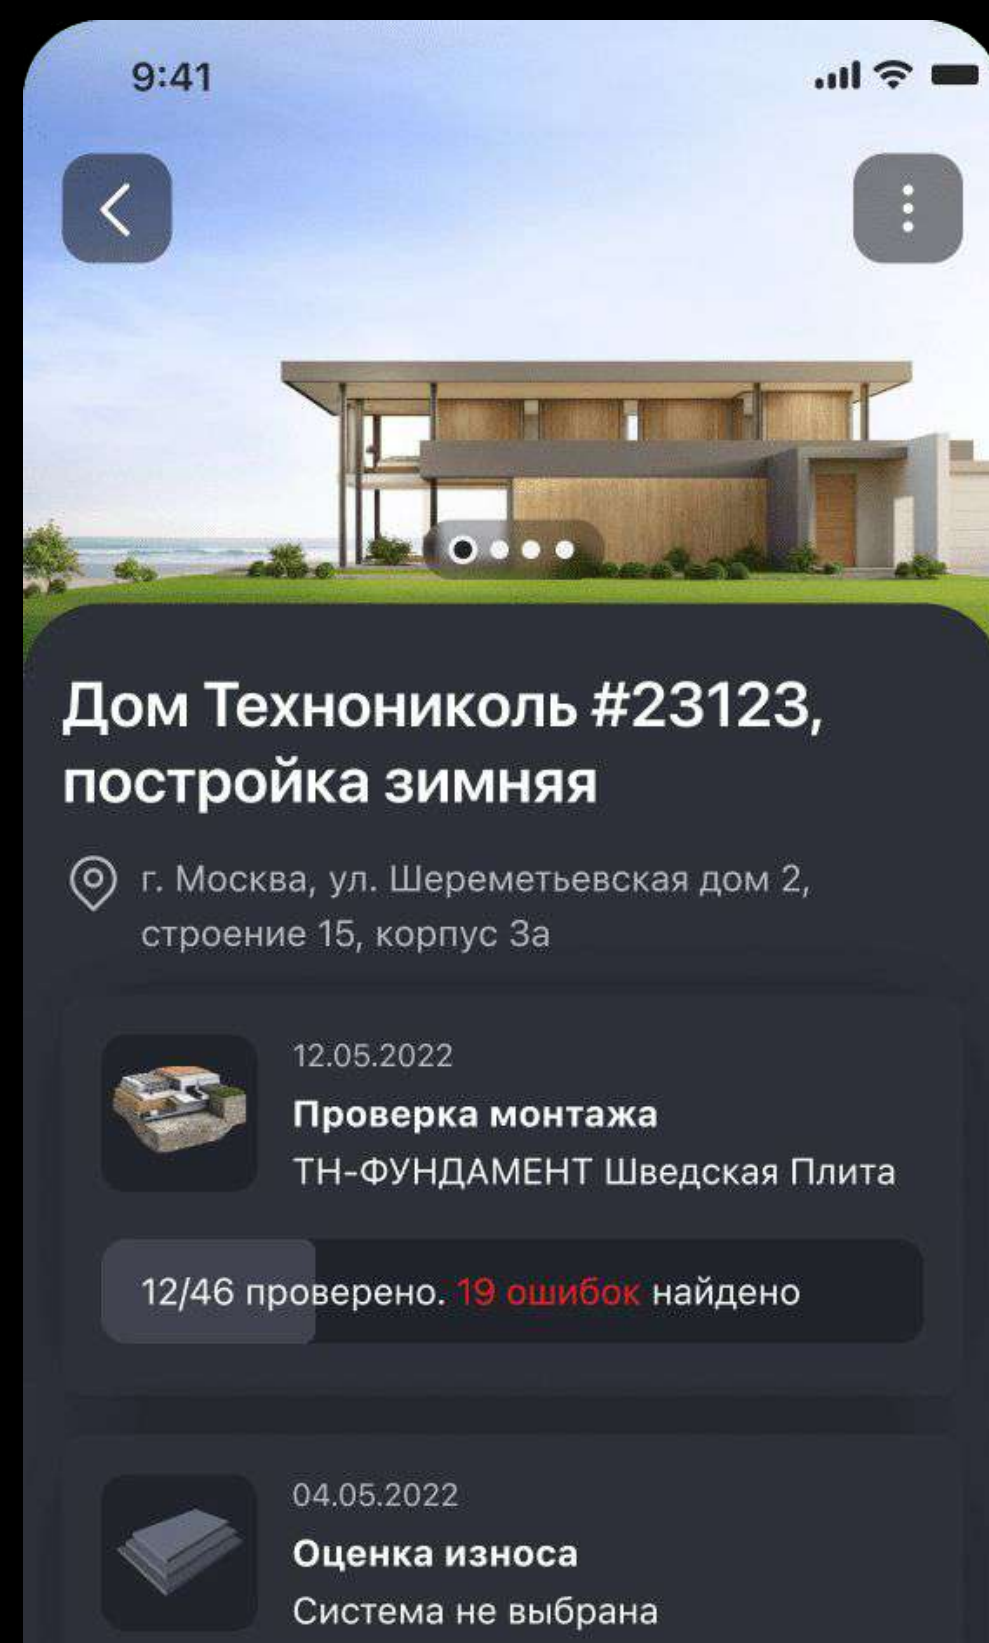 9:41
Дом Технониколь #23123,
постройка зимняя
г. Москва, ул. Шереметьевская дом 2,
строение 15, корпус 3а
12.05.2022
Проверка монтажа
ТН-ФУНДАМЕНТ Шведская Плита
12/46 проверено. 19 ошибок найдено
04.05.2022
Оценка износа
Система не выбрана